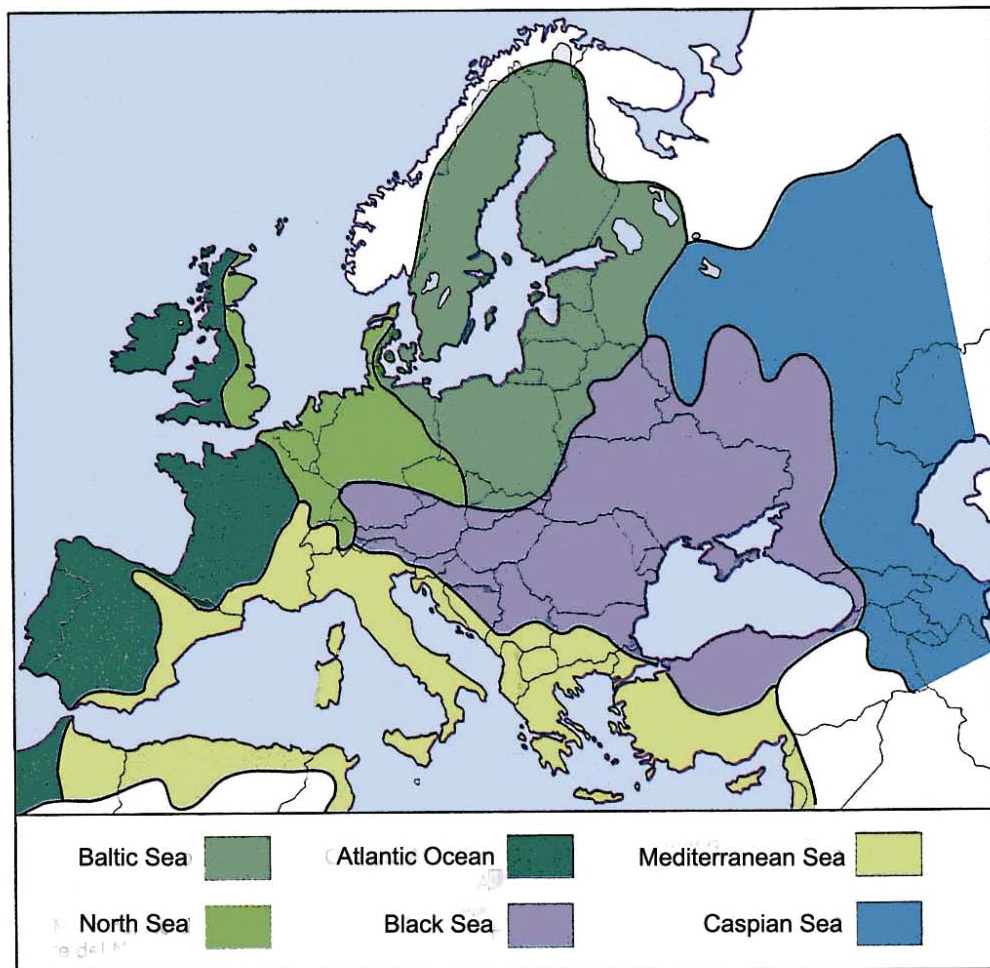 Baltic Sea
Atlantic Ocean
Mediterranean Sea
North Sea
Black Sea
Caspian Sea